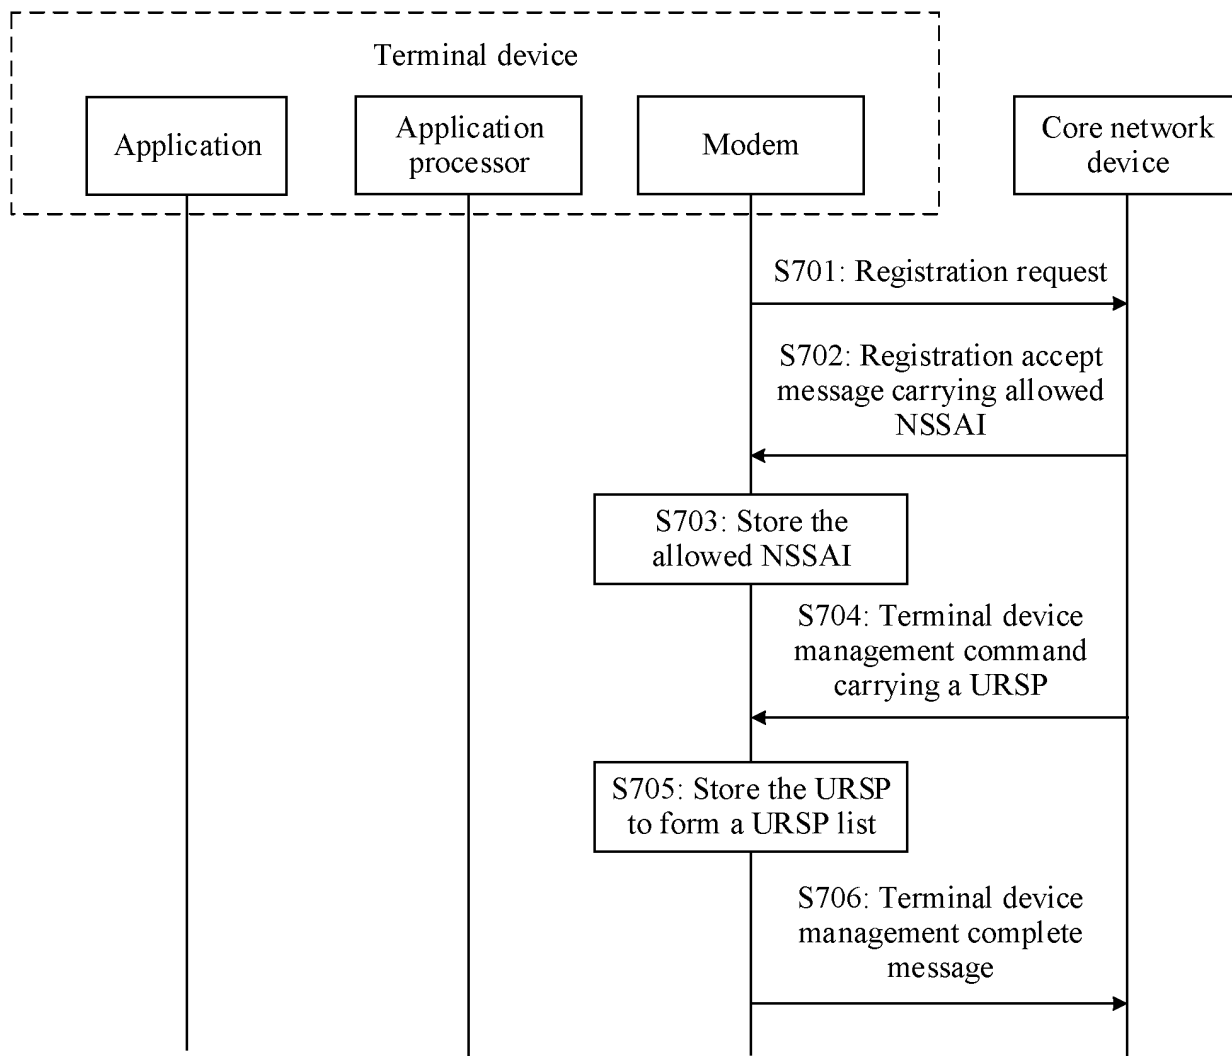 Terminal device
Application
Application
processor
Modem
Core network
device
S701: Registration request
S702: Registration accept
message carrying allowed
NSSAI
S703: Store the
allowed NSSAI
S704: Terminal device
management command
carrying a URSP
S705: Store the URSP
to form a URSP list
S706: Terminal device
management complete
message